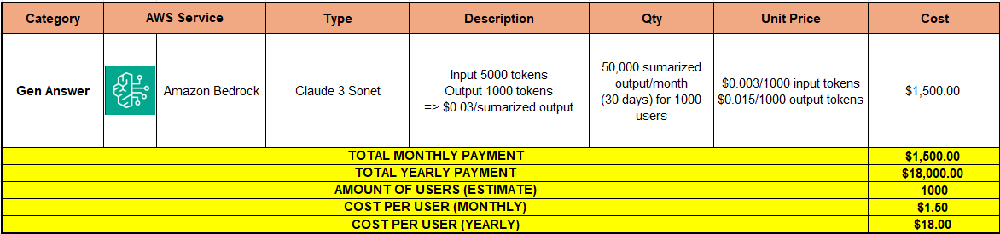 Category AWS Service Type Description Qty Unit Price Cost
Gen Answer
Amazon Bedrock
Claude 3 Sonet
Input 5000 tokens
Output 1000 tokens
=> $0.03/sumarized output
50,000 sumarized
output/month
(30 days) for 1000
users
$0.003/1000 input tokens
$0.015/1000 output tokens
$1,500.00
TOTAL MONTHLY PAYMENT $1,500.00
TOTAL YEARLY PAYMENT $18,000.00
AMOUNT OF USERS (ESTIMATE) 1000
COST PER USER (MONTHLY) $1.50
COST PER USER (YEARLY) $18.00